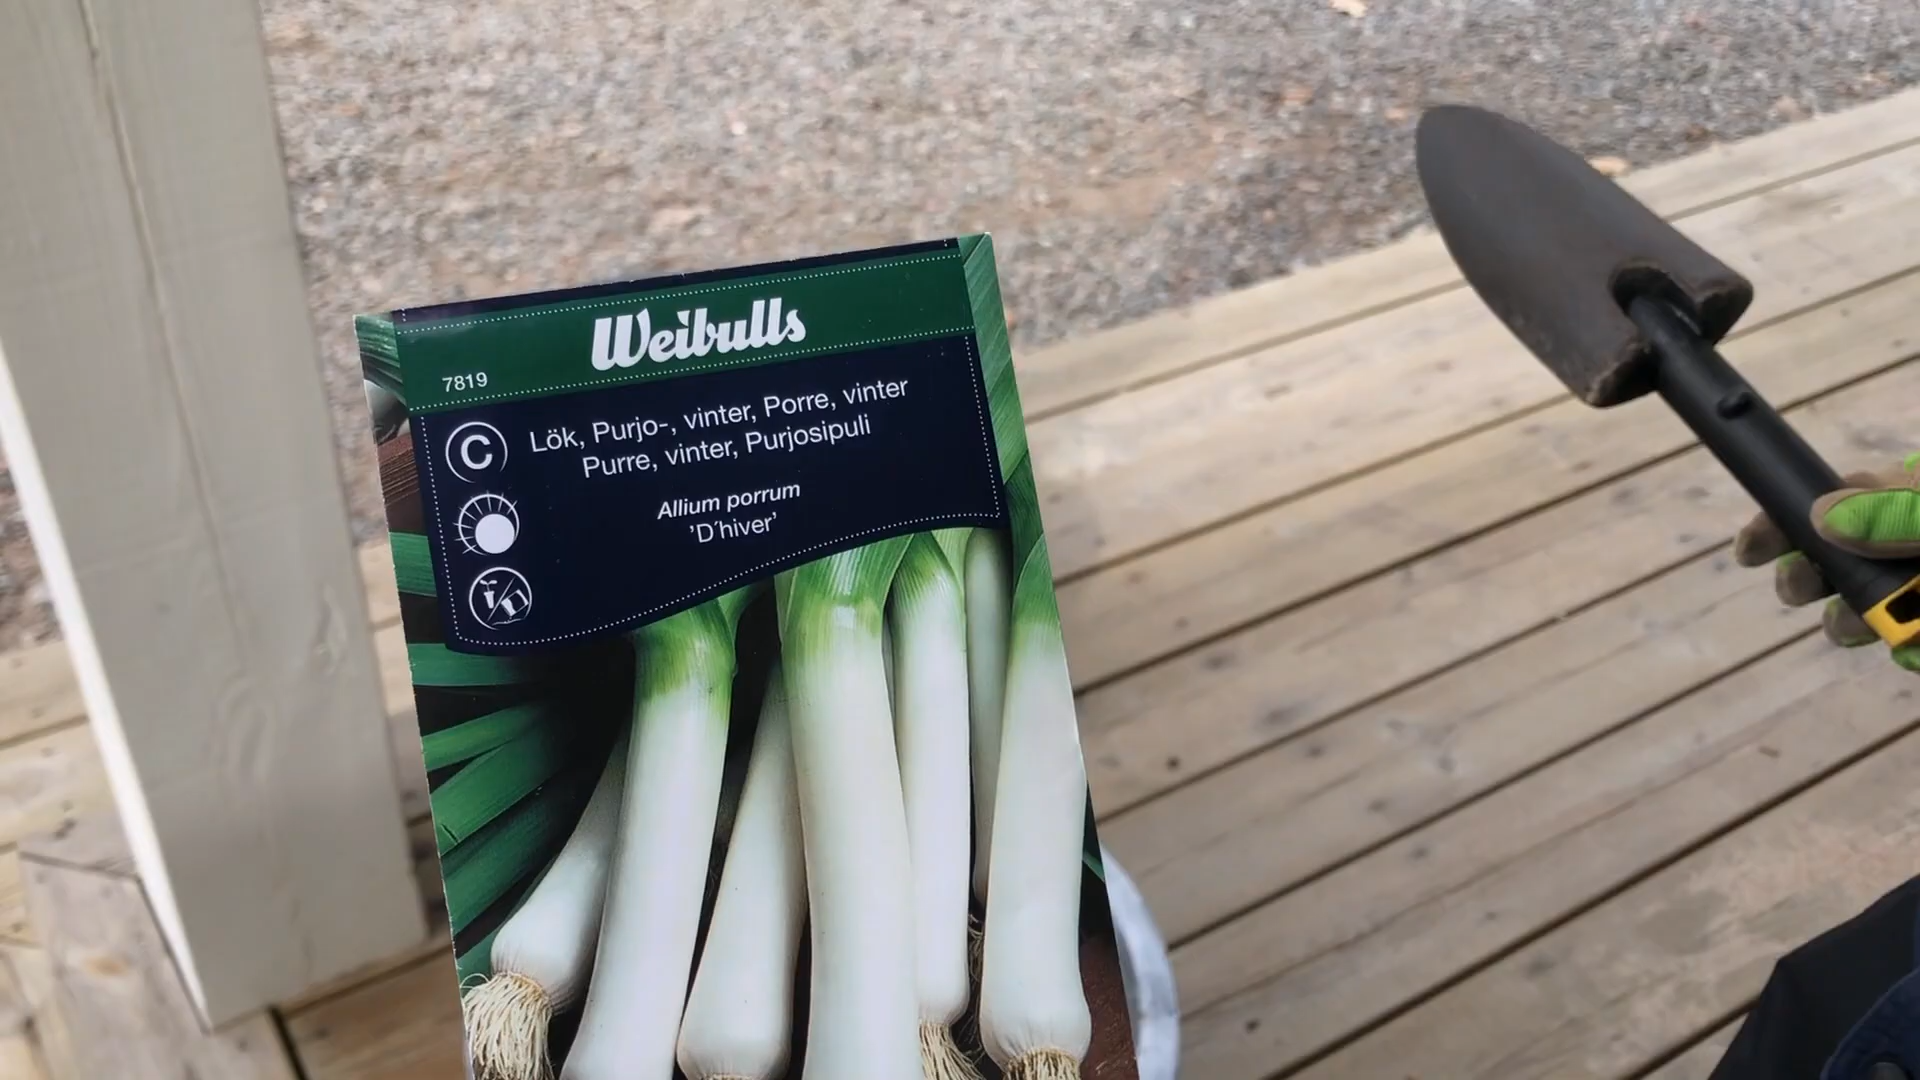 Weibulls
7819
C
Lök, Purjo-, vinter, Porre, vinter
Purre, vinter, Purjosipuli
Allium porrum
’D´hiver’